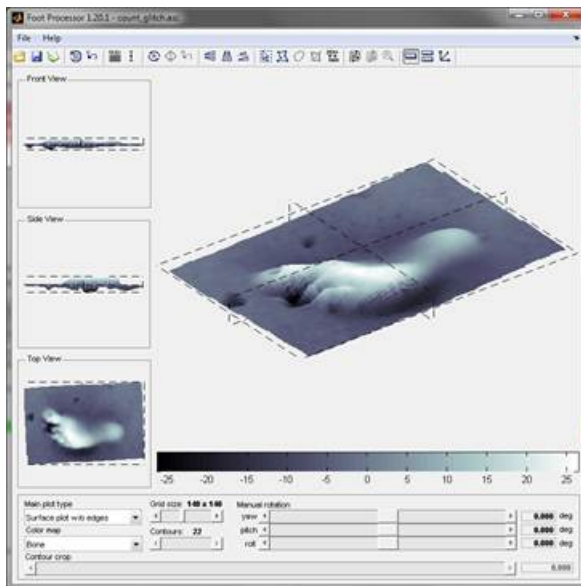 Foot Processor 1.20.1 - count_glitch.asc
File Help
Front View
Side View
Top View
-25 -20 -15 -10 -5 0 5 10 15 20 25
Main plot type
Surface plot w/o edges
Color map
Bone
Grid size: 140 x 140
Contours: 22
Manual rotation
yaw 0.000 deg
pitch 0.000 deg
roll 0.000 deg
Contour crop
0.000